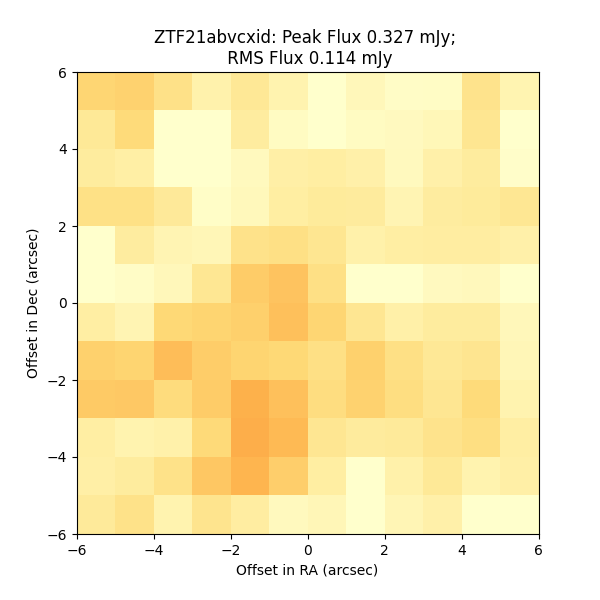 ZTF21abvcxid: Peak Flux 0.327 mJy;
RMS Flux 0.114 mJy
6
4
2
0
−2
−4
−6
Offset in Dec (arcsec)
−6 −4 −2 0 2 4 6
Offset in RA (arcsec)